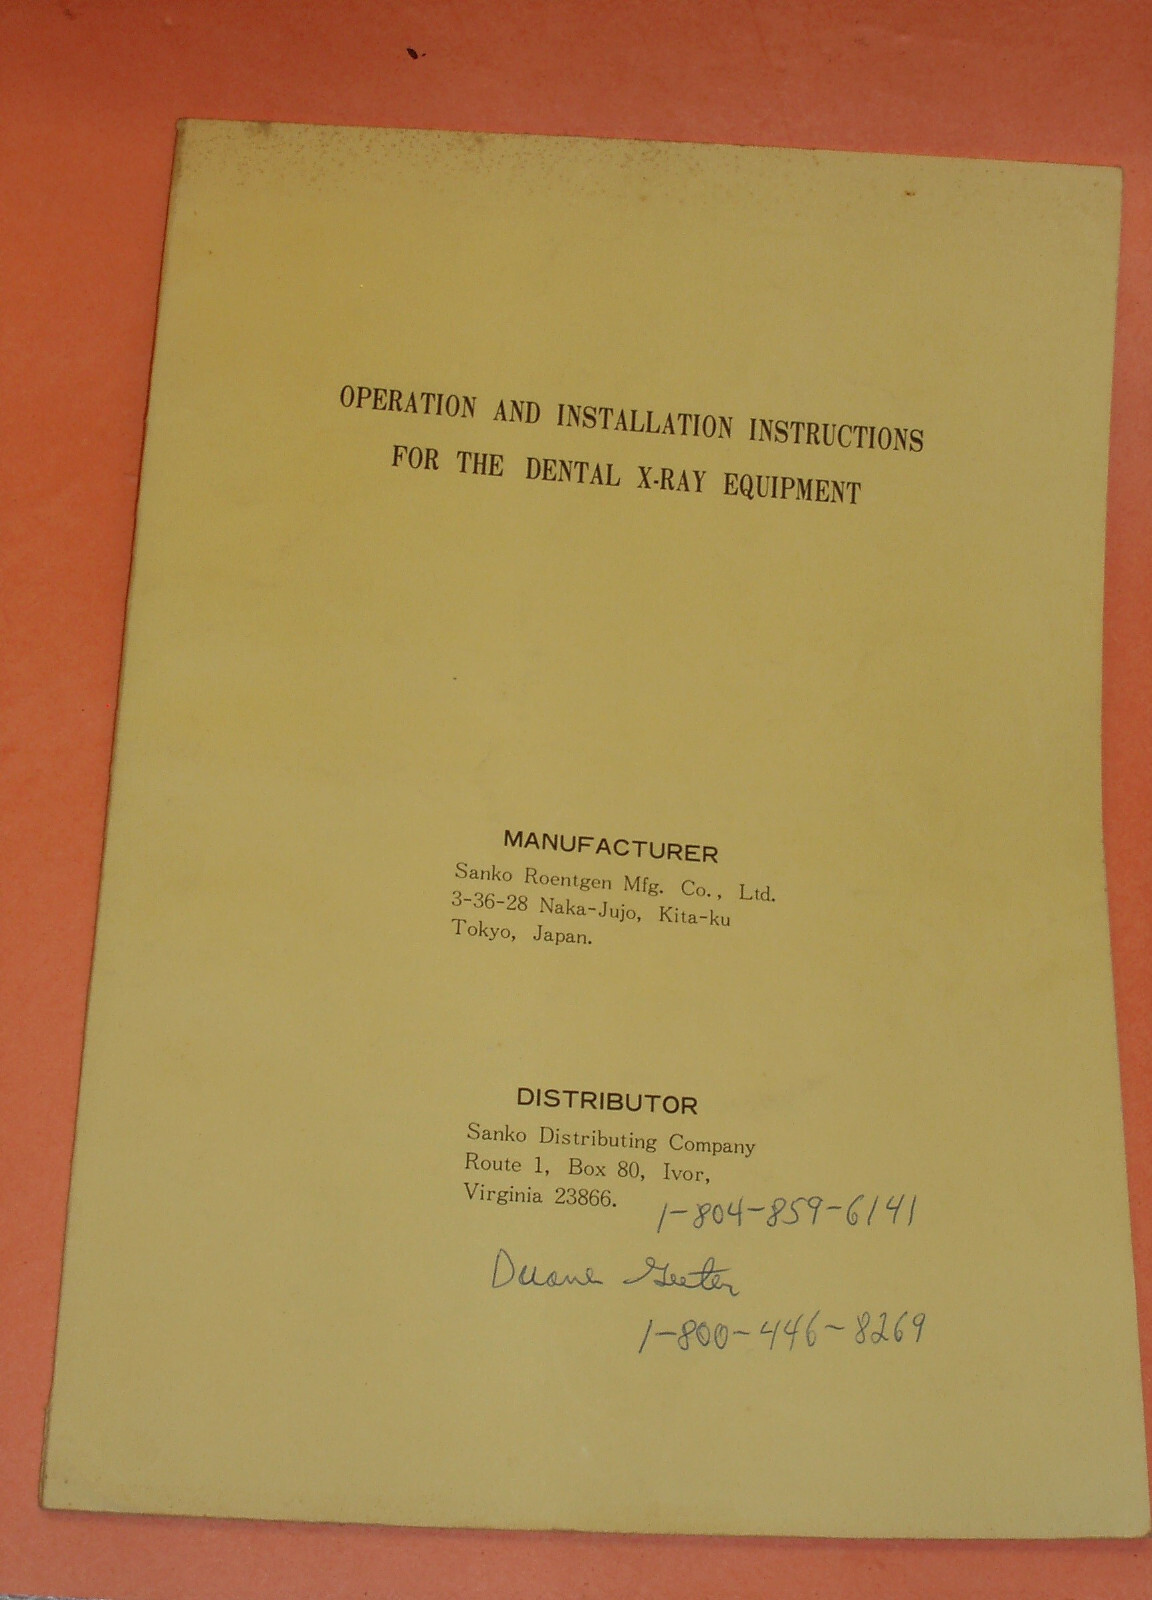 OPERATION AND INSTALLATION INSTRUCTIONS
FOR THE DENTAL X-RAY EQUIPMENT
MANUFACTURER
Sanko Roentgen Mfg. Co., Ltd.
3-36-28 Naka-Jujo, Kita-ku
Tokyo, Japan.
DISTRIBUTOR
Sanko Distributing Company
Route 1, Box 80, Ivor,
Virginia 23866. 1-804-859-6141
Duane
1-800-446-8269